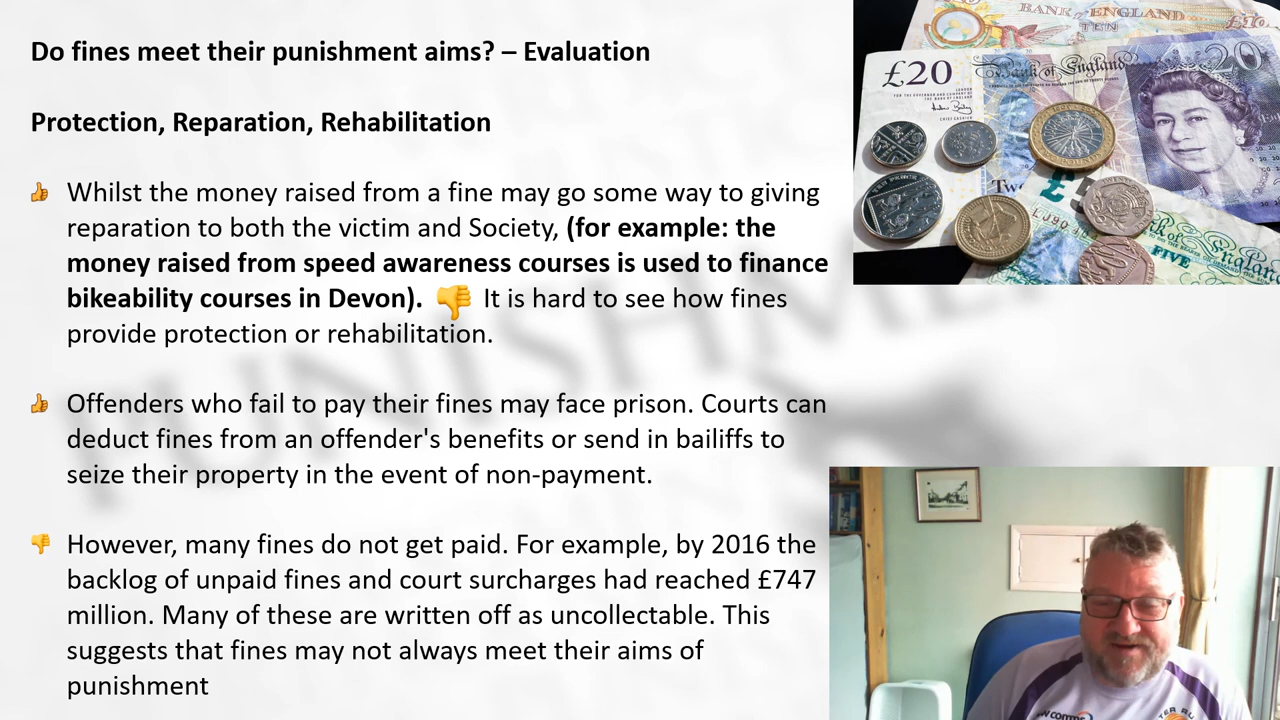 Do fines meet their punishment aims? – Evaluation
Protection, Reparation, Rehabilitation
Whilst the money raised from a fine may go some way to giving
reparation to both the victim and Society, (for example: the
money raised from speed awareness courses is used to finance
bikeability courses in Devon). It is hard to see how fines
provide protection or rehabilitation.
Offenders who fail to pay their fines may face prison. Courts can
deduct fines from an offender's benefits or send in bailiffs to
seize their property in the event of non-payment.
However, many fines do not get paid. For example, by 2016 the
backlog of unpaid fines and court surcharges had reached £747
million. Many of these are written off as uncollectable. This
suggests that fines may not always meet their aims of
punishment
BANK of ENGLAND
£10
TEN
£20
Bank of England
20
FIVE